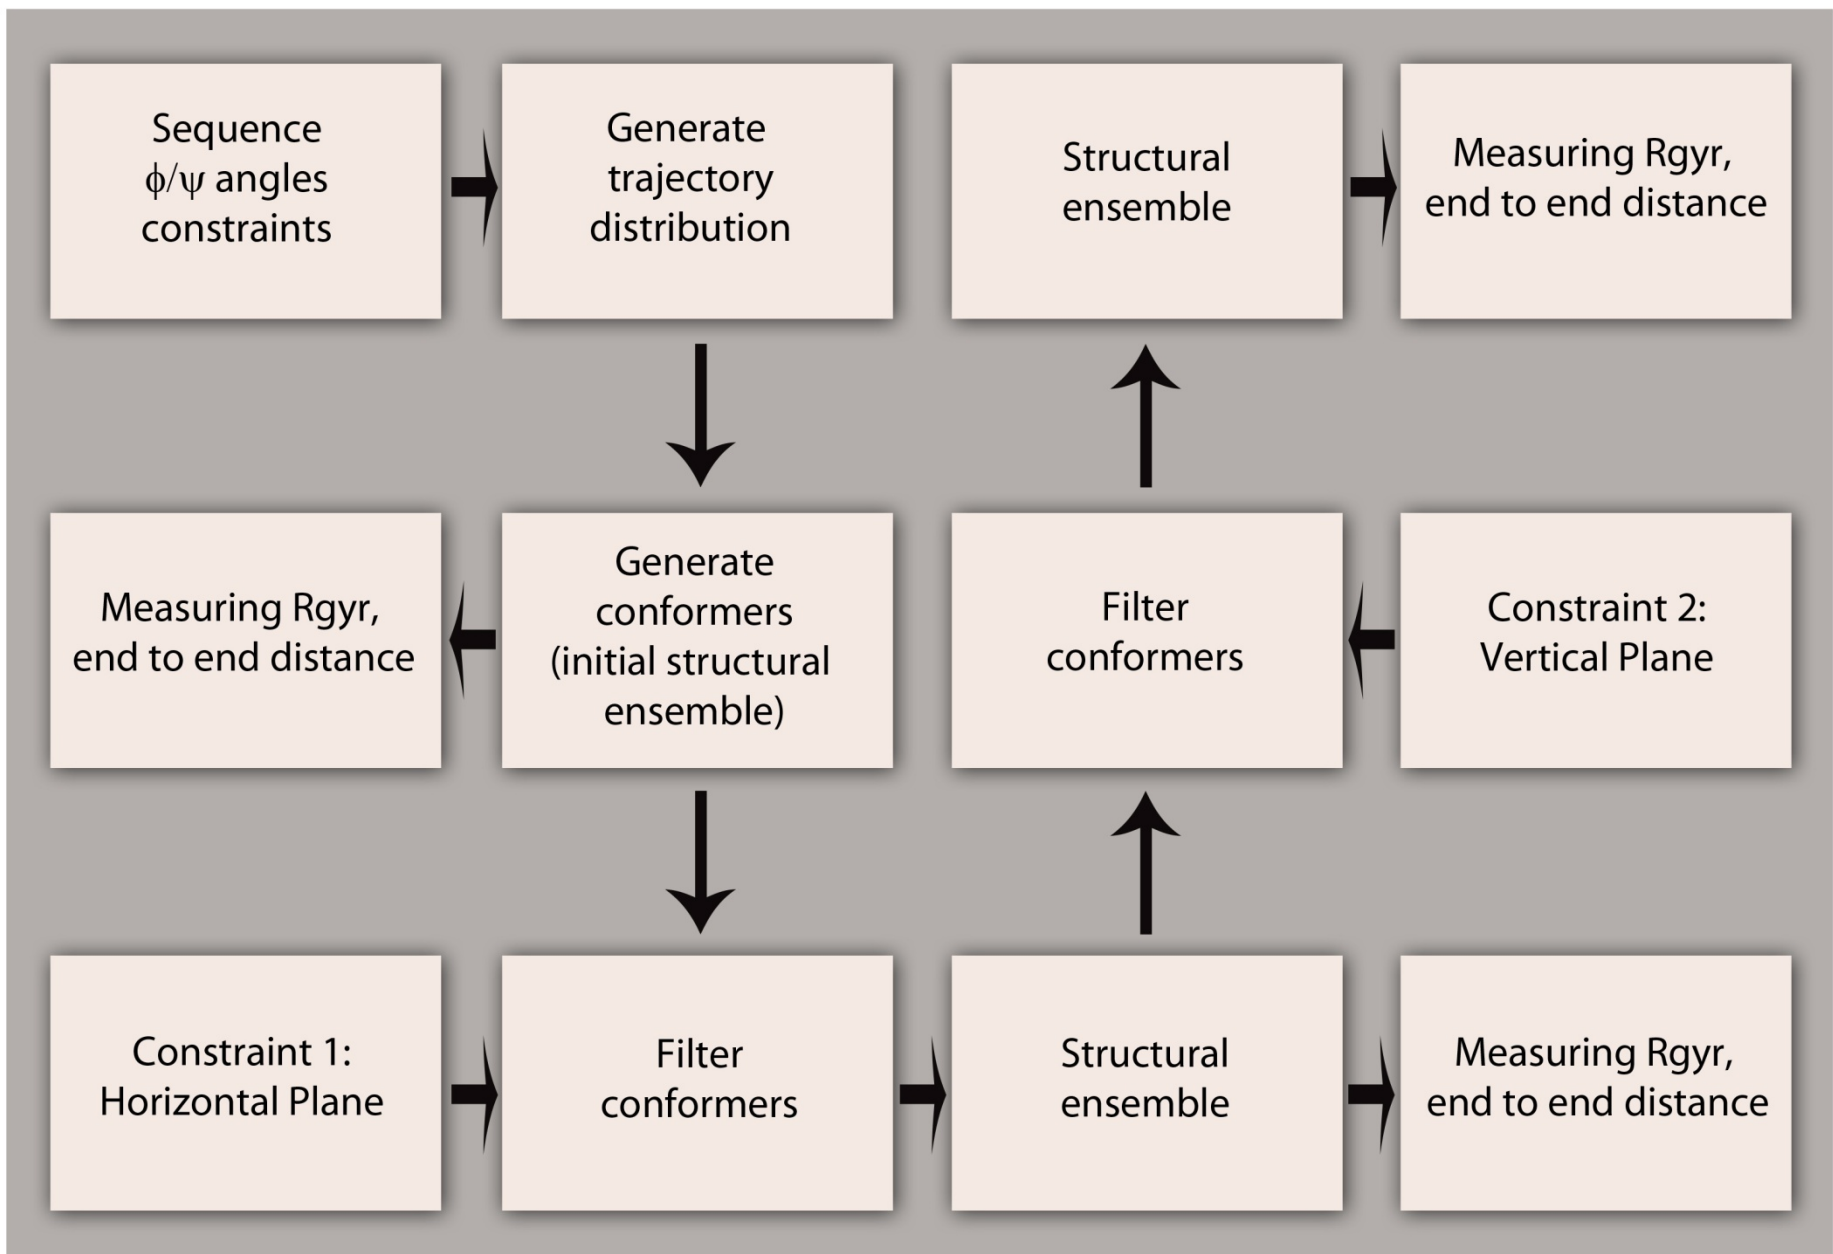 Sequence
ϕ/ψ angles
constraints
Generate
trajectory
distribution
Structural
ensemble
Measuring Rgyr,
end to end distance
Measuring Rgyr,
end to end distance
Generate
conformers
(initial structural
ensemble)
Filter
conformers
Constraint 2:
Vertical Plane
Constraint 1:
Horizontal Plane
Filter
conformers
Structural
ensemble
Measuring Rgyr,
end to end distance